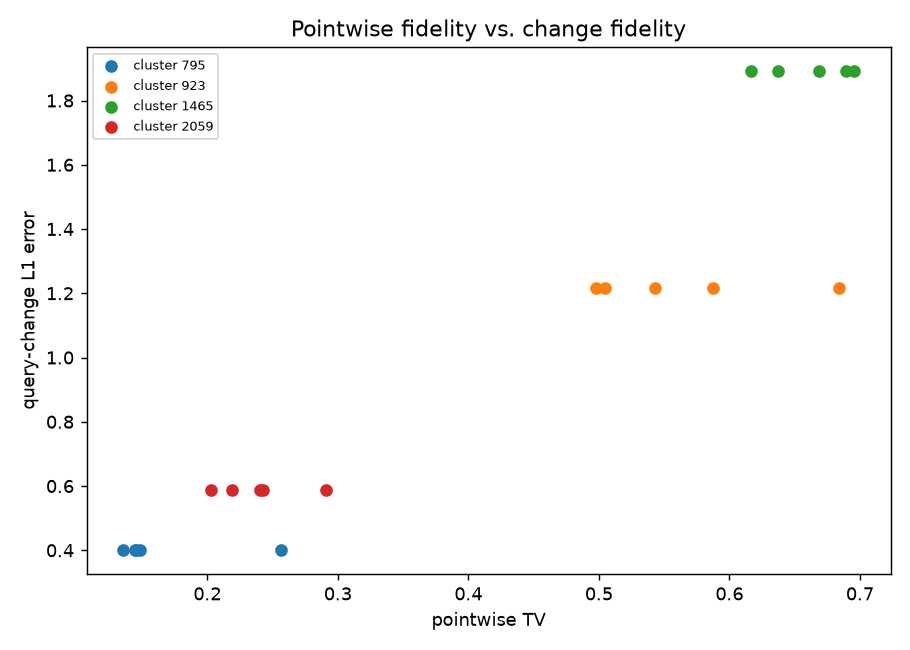 Pointwise fidelity vs. change fidelity
cluster 795
cluster 923
cluster 1465
cluster 2059
query-change L1 error
1.8
1.6
1.4
1.2
1.0
0.8
0.6
0.4
0.2 0.3 0.4 0.5 0.6 0.7
pointwise TV